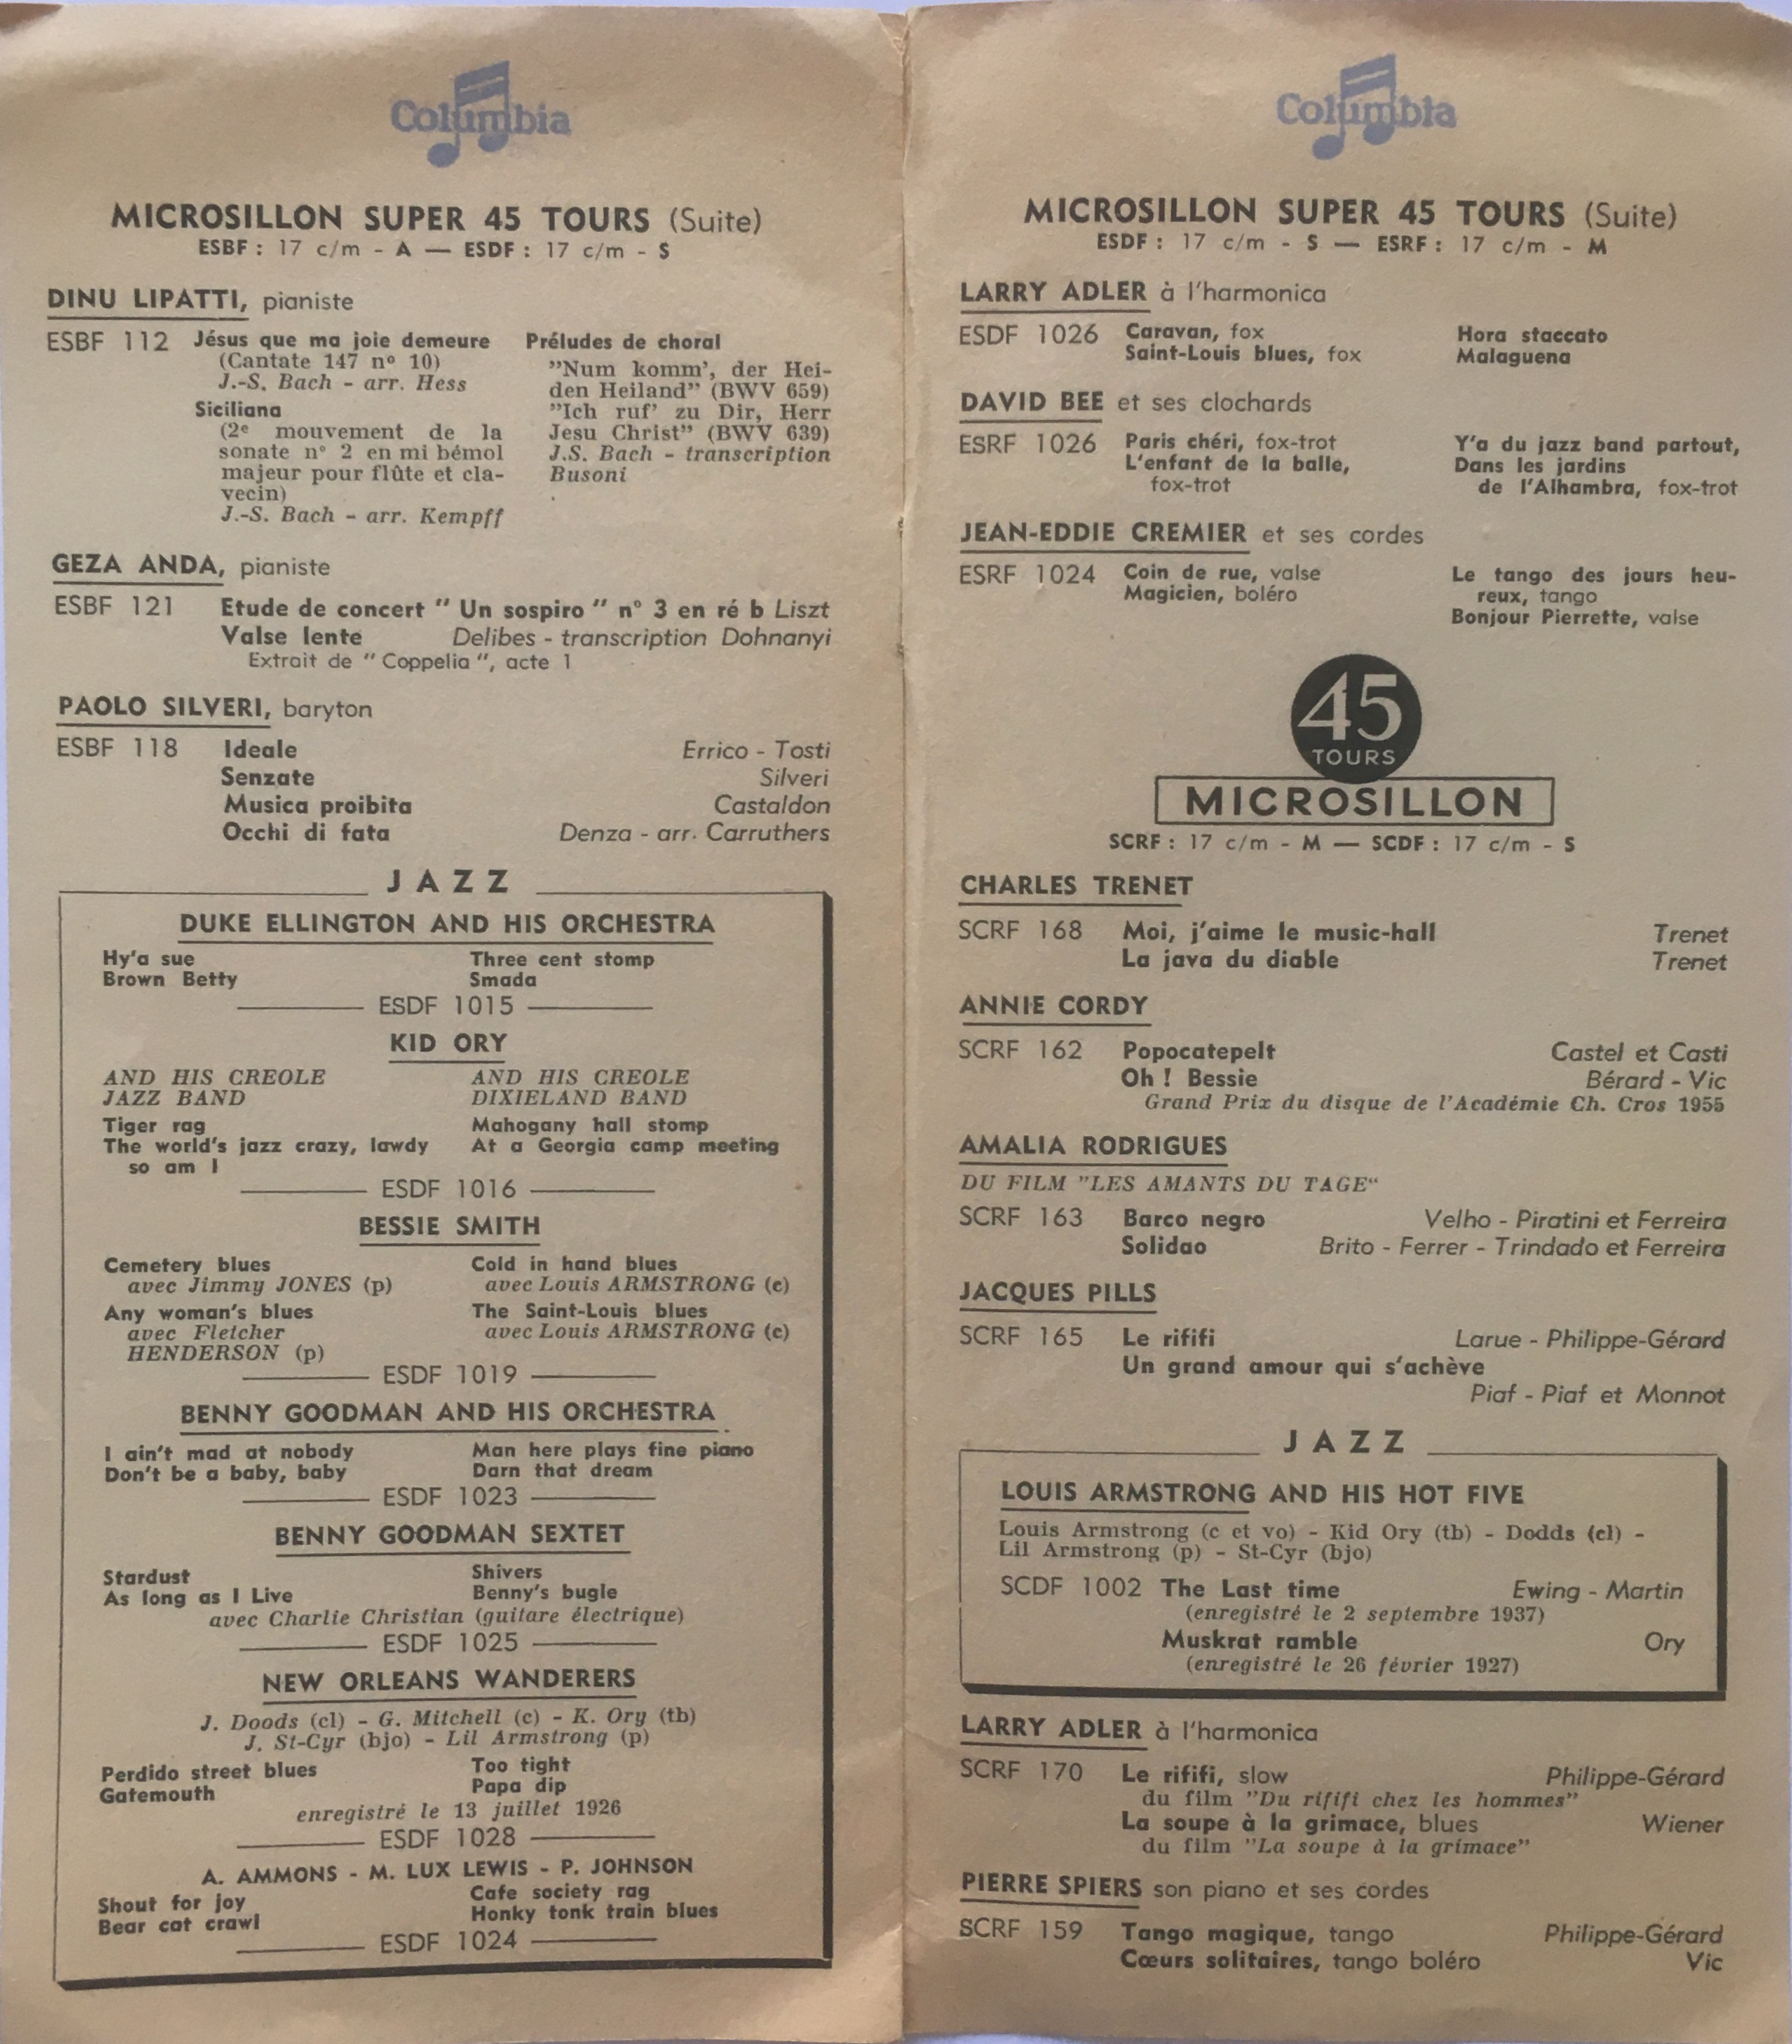 Columbia
MICROSILLON SUPER 45 TOURS (Suite)
ESBF : 17 c/m - A — ESDF : 17 c/m - S
DINU LIPATTI, pianiste
ESBF 112
Jésus que ma joie demeure
(Cantate 147 nº 10)
J.-S. Bach - arr. Hess
Siciliana
(2e mouvement de la
sonate nº 2 en mi bémol
majeur pour flûte et cla-
vecin)
J.-S. Bach - arr. Kempff
Préludes de choral
"Num komm', der Hei-
den Heiland" (BWV 659)
"Ich ruf' zu Dir, Herr
Jesu Christ" (BWV 639)
J.S. Bach - transcription
Busoni
GEZA ANDA, pianiste
ESBF 121 Etude de concert " Un sospiro " nº 3 en ré b Liszt
Valse lente Delibes - transcription Dohnanyi
Extrait de " Coppelia ", acte 1
PAOLO SILVERI, baryton
ESBF 118 Ideale Errico - Tosti
Senzate Silveri
Musica proibita Castaldon
Occhi di fata Denza - arr. Carruthers
JAZZ
DUKE ELLINGTON AND HIS ORCHESTRA
Hy'a sue Three cent stomp
Brown Betty Smada
ESDF 1015
KID ORY
AND HIS CREOLE AND HIS CREOLE
JAZZ BAND DIXIELAND BAND
Tiger rag Mahogany hall stomp
The world's jazz crazy, lawdy At a Georgia camp meeting
so am I
ESDF 1016
BESSIE SMITH
Cemetery blues Cold in hand blues
avec Jimmy JONES (p) avec Louis ARMSTRONG (c)
Any woman's blues The Saint-Louis blues
avec Fletcher avec Louis ARMSTRONG (c)
HENDERSON (p)
ESDF 1019
BENNY GOODMAN AND HIS ORCHESTRA
I ain't mad at nobody Man here plays fine piano
Don't be a baby, baby Darn that dream
ESDF 1023
BENNY GOODMAN SEXTET
Stardust Shivers
As long as I Live Benny's bugle
avec Charlie Christian (guitare électrique)
ESDF 1025
NEW ORLEANS WANDERERS
J. Doods (cl) - G. Mitchell (c) - K. Ory (tb)
J. St-Cyr (bjo) - Lil Armstrong (p)
Perdido street blues Too tight
Gatemouth Papa dip
enregistré le 13 juillet 1926
ESDF 1028
A. AMMONS - M. LUX LEWIS - P. JOHNSON
Shout for joy Cafe society rag
Bear cat crawl Honky tonk train blues
ESDF 1024
Columbia
MICROSILLON SUPER 45 TOURS (Suite)
ESDF : 17 c/m - S — ESRF : 17 c/m - M
LARRY ADLER à l'harmonica
ESDF 1026 Caravan, fox Hora staccato
Saint-Louis blues, fox Malaguena
DAVID BEE et ses clochards
ESRF 1026 Paris chéri, fox-trot Y'a du jazz band partout,
L'enfant de la balle, Dans les jardins
fox-trot de l'Alhambra, fox-trot
JEAN-EDDIE CREMIER et ses cordes
ESRF 1024 Coin de rue, valse Le tango des jours heu-
Magicien, boléro reux, tango
Bonjour Pierrette, valse
45
TOURS
MICROSILLON
SCRF : 17 c/m - M — SCDF : 17 c/m - S
CHARLES TRENET
SCRF 168 Moi, j'aime le music-hall Trenet
La java du diable Trenet
ANNIE CORDY
SCRF 162 Popocatepelt Castel et Casti
Oh ! Bessie Bérard - Vic
Grand Prix du disque de l'Académie Ch. Cros 1955
AMALIA RODRIGUES
DU FILM "LES AMANTS DU TAGE"
SCRF 163 Barco negro Velho - Piratini et Ferreira
Solidao Brito - Ferrer - Trindado et Ferreira
JACQUES PILLS
SCRF 165 Le rififi Larue - Philippe-Gérard
Un grand amour qui s'achève
Piaf - Piaf et Monnot
JAZZ
LOUIS ARMSTRONG AND HIS HOT FIVE
Louis Armstrong (c et vo) - Kid Ory (tb) - Dodds (cl) -
Lil Armstrong (p) - St-Cyr (bjo)
SCDF 1002 The Last time Ewing - Martin
(enregistré le 2 septembre 1937)
Muskrat ramble Ory
(enregistré le 26 février 1927)
LARRY ADLER à l'harmonica
SCRF 170 Le rififi, slow Philippe-Gérard
du film "Du rififi chez les hommes"
La soupe à la grimace, blues Wiener
du film "La soupe à la grimace"
PIERRE SPIERS son piano et ses cordes
SCRF 159 Tango magique, tango Philippe-Gérard
Cœurs solitaires, tango boléro Vic